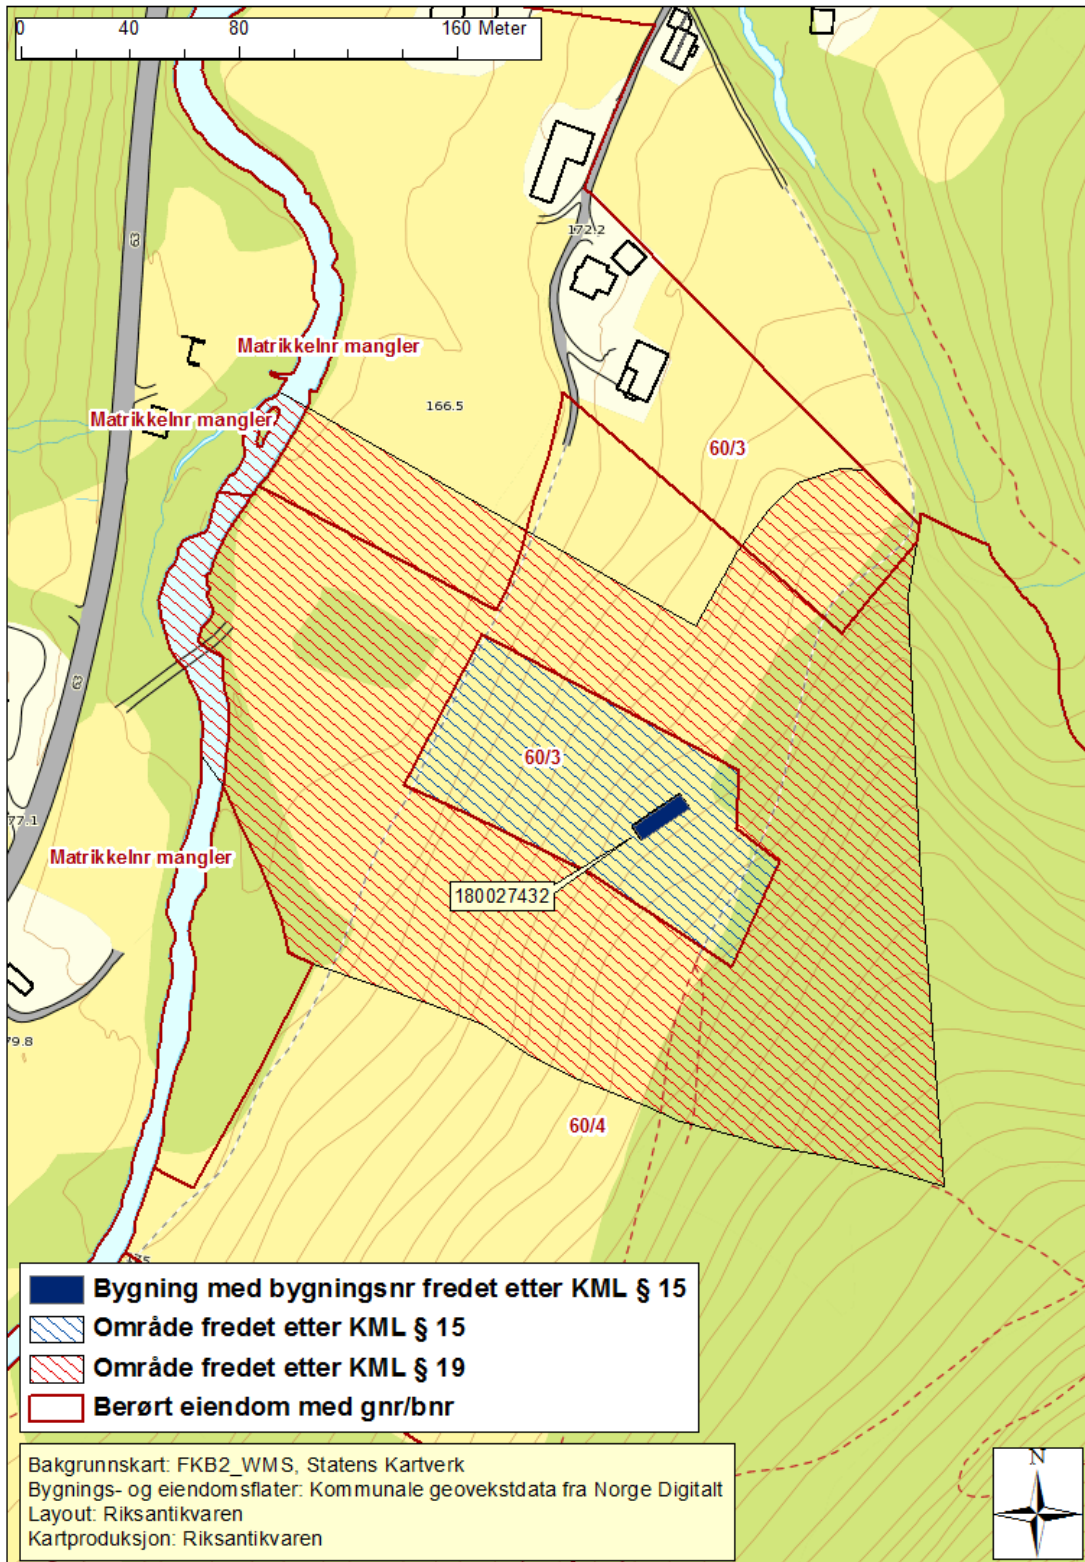 0 40 80 160 Meter
63
172.2
Matrikkelnr mangler
166.5
Matrikkelnr mangler
60/3
63
60/3
77.1
Matrikkelnr mangler
180027432
79.8
60/4
Bygning med bygningsnr fredet etter KML § 15
Område fredet etter KML § 15
Område fredet etter KML § 19
Berørt eiendom med gnr/bnr
Bakgrunnskart: FKB2_WMS, Statens Kartverk
Bygnings- og eiendomsflater: Kommunale geovekstdata fra Norge Digitalt
Layout: Riksantikvaren
Kartproduksjon: Riksantikvaren
N